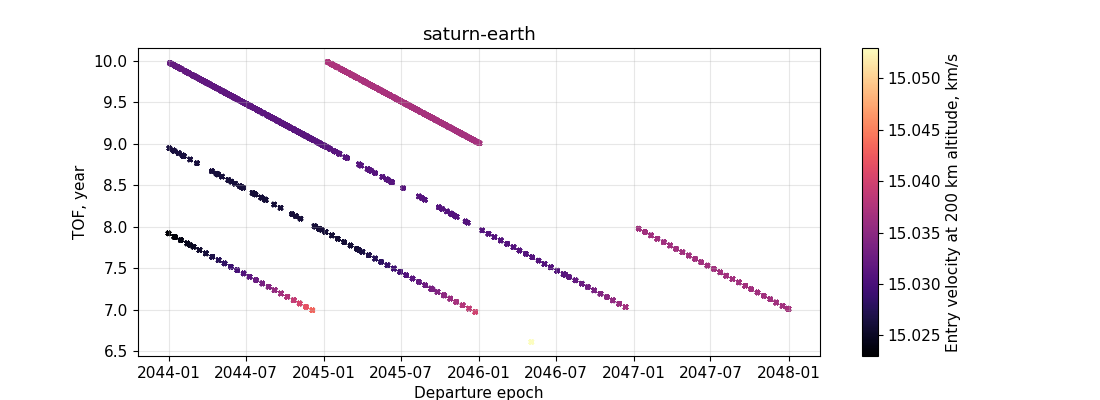 saturn-earth
10.0
9.5
9.0
8.5
8.0
7.5
7.0
6.5
TOF, year
2044-01 2044-07 2045-01 2045-07 2046-01 2046-07 2047-01 2047-07 2048-01
Departure epoch
15.050
15.045
15.040
15.035
15.030
15.025
Entry velocity at 200 km altitude, km/s